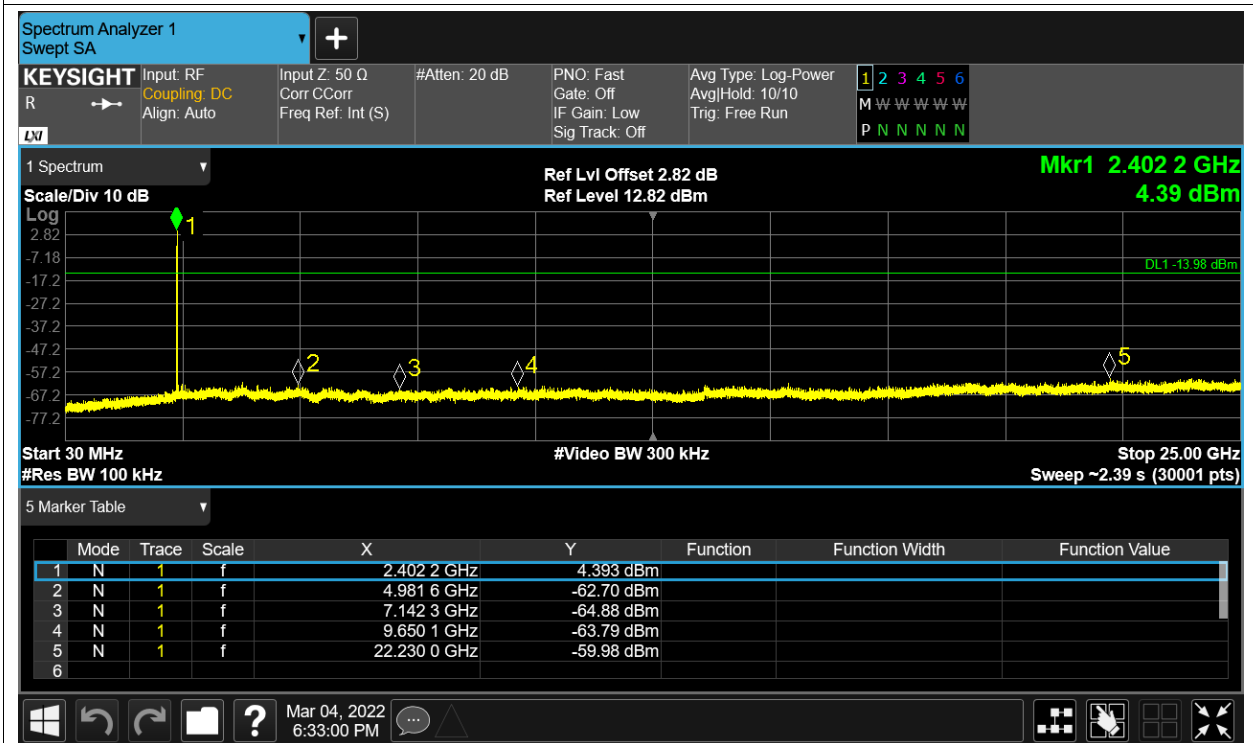 Spectrum Analyzer 1
Swept SA
KEYSIGHT
R
LXI
Input: RF
Coupling: DC
Align: Auto
Input Z: 50 Ω
Corr CCorr
Freq Ref: Int (S)
#Atten: 20 dB
PNO: Fast
Gate: Off
IF Gain: Low
Sig Track: Off
Avg Type: Log-Power
Avg|Hold: 10/10
Trig: Free Run
1 2 3 4 5 6
M W W W W W
P N N N N N
1 Spectrum
Scale/Div 10 dB
Ref Lvl Offset 2.82 dB
Ref Level 12.82 dBm
Mkr1 2.402 2 GHz
4.39 dBm
Log
2.82
-7.18
-17.2
-27.2
-37.2
-47.2
-57.2
-67.2
-77.2
1
2
3
4
5
DL1 -13.98 dBm
Start 30 MHz
#Video BW 300 kHz
Stop 25.00 GHz
#Res BW 100 kHz
Sweep ~2.39 s (30001 pts)
5 Marker Table
Mode Trace Scale X Y Function Function Width Function Value
1 N 1 f 2.402 2 GHz 4.393 dBm
2 N 1 f 4.981 6 GHz -62.70 dBm
3 N 1 f 7.142 3 GHz -64.88 dBm
4 N 1 f 9.650 1 GHz -63.79 dBm
5 N 1 f 22.230 0 GHz -59.98 dBm
6
?
Mar 04, 2022
6:33:00 PM